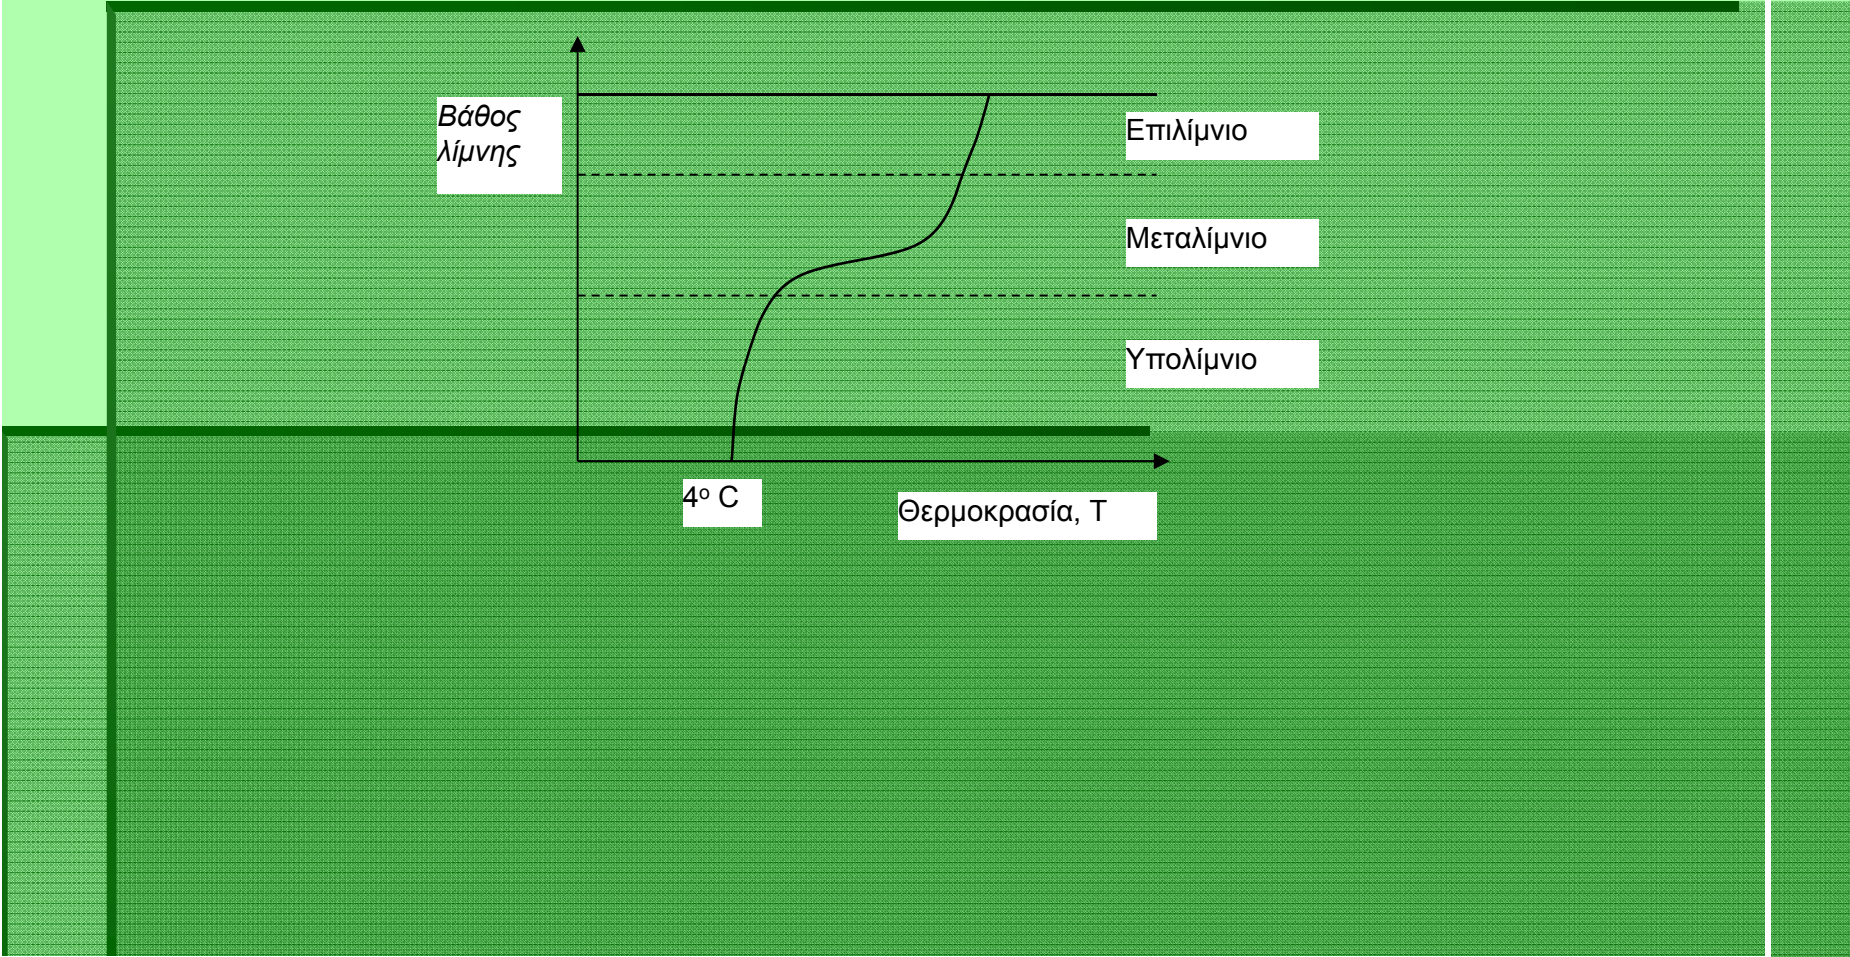 Βάθος
λίμνης
Επιλίμνιο
Μεταλίμνιο
Υπολίμνιο
4º C
Θερμοκρασία, Τ